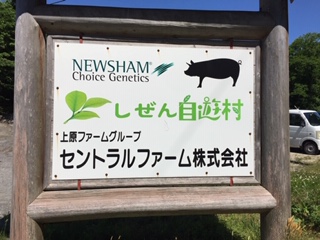 NEWSHAM
Choice Genetics
しぜん自遊村
上原ファームグループ
セントラルファーム株式会社